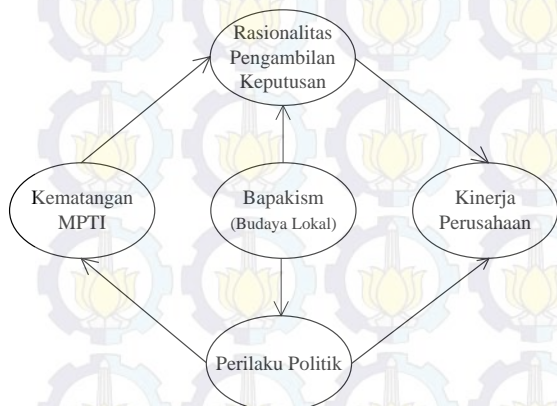 Rasionalitas
Pengambilan
Keputusan
Kematangan
MPTI
Bapakism
(Budaya Lokal)
Kinerja
Perusahaan
Perilaku Politik